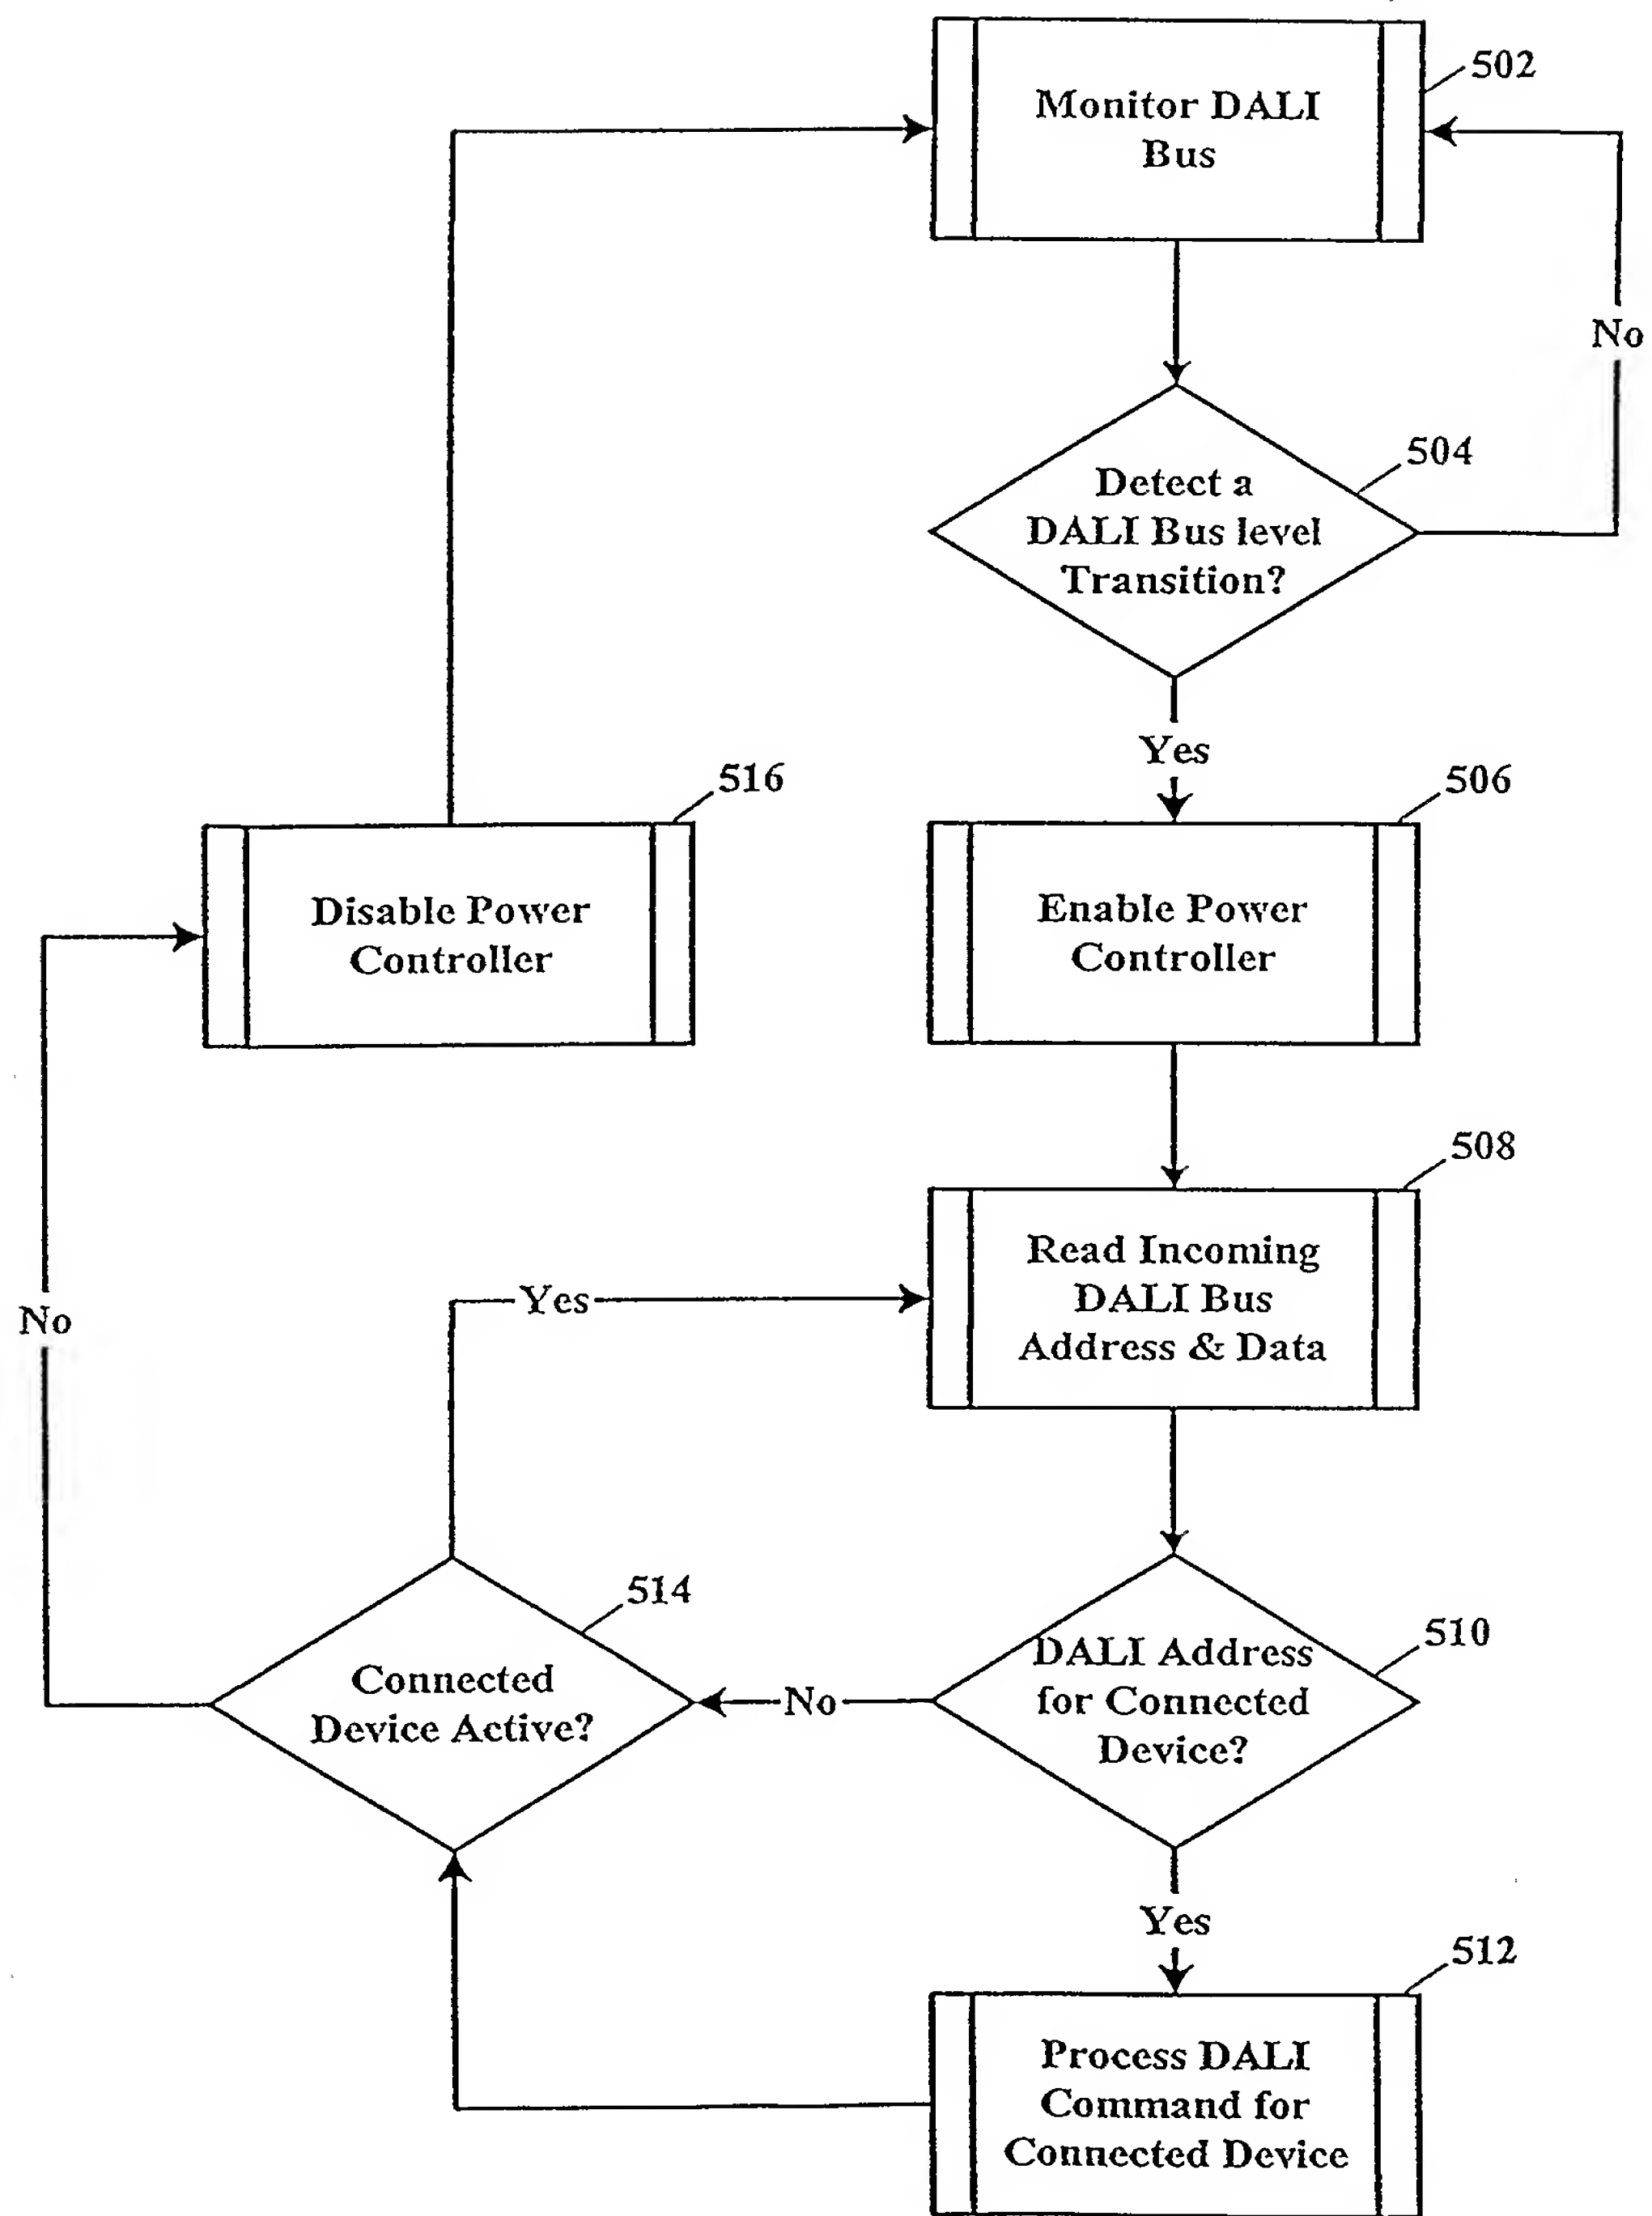 502
Monitor DALI
Bus
No
504
Detect a
DALI Bus level
Transition?
Yes
516
506
Disable Power
Controller
Enable Power
Controller
508
Read Incoming
DALI Bus
Address & Data
Yes
No
514
510
Connected
Device Active?
No
DALI Address
for Connected
Device?
Yes
512
Process DALI
Command for
Connected Device